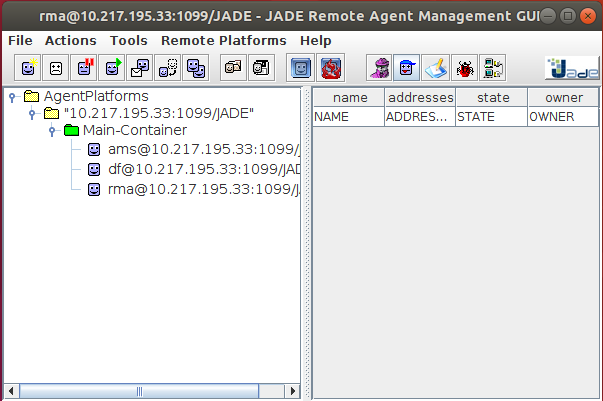 rma@10.217.195.33:1099/JADE - JADE Remote Agent Management GUI
File Actions Tools Remote Platforms Help
Jade
AgentPlatforms
"10.217.195.33:1099/JADE"
Main-Container
ams@10.217.195.33:1099/
df@10.217.195.33:1099/JAD
rma@10.217.195.33:1099/J
name addresses state owner
NAME ADDRES... STATE OWNER